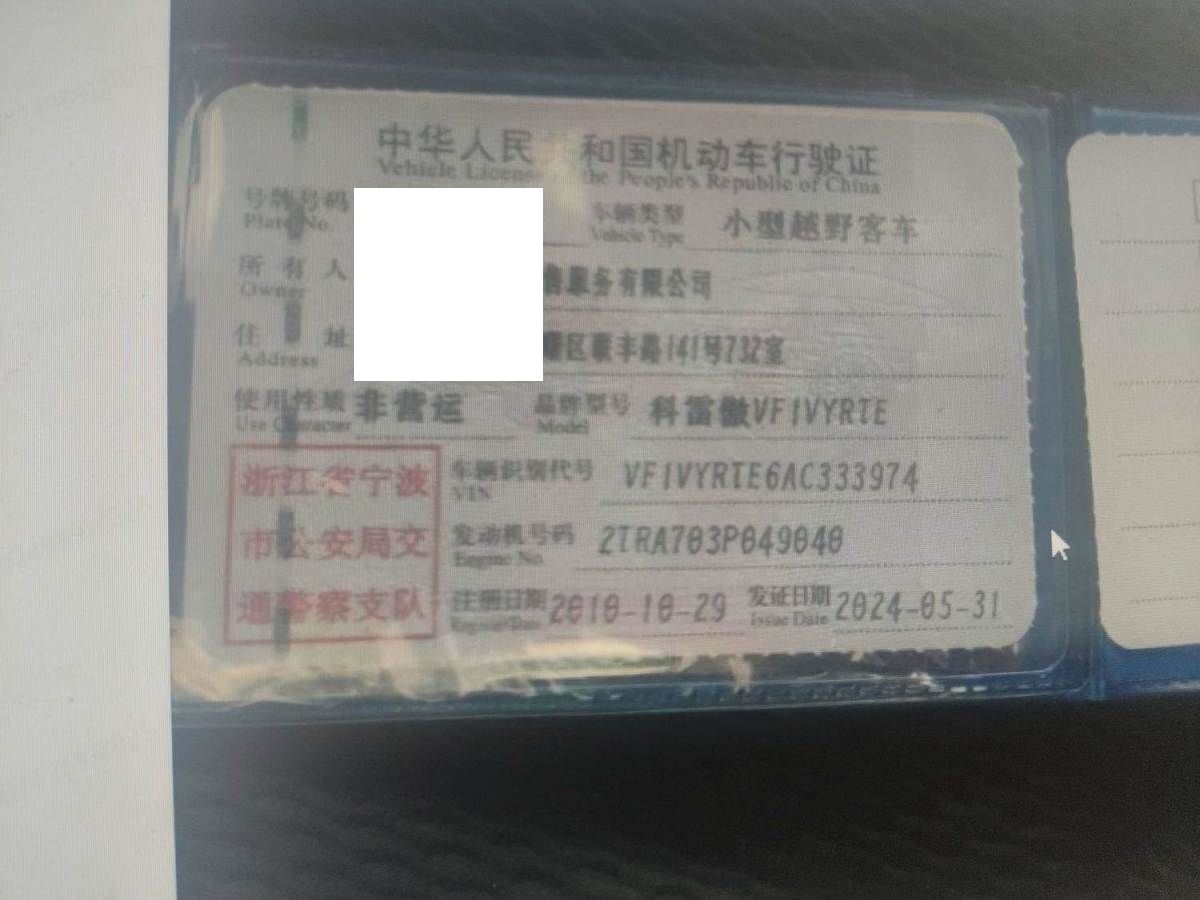 中华人民 和国机动车行驶证
Vehicle License the People's Republic of China
号牌号码 车辆类型 小型越野客车
Plate No. Vehicle Type
所有人 售服务有限公司
Owner
住址 曙区蒙丰路141号732室
Address
使用性质 非营运 品牌型号 科雷傲VF1VYRTE
Use Character Model
浙江省宁波
市公安局交
通警察支队
车辆识别代号 VF1VYRTE6AC333974
VIN
发动机号码 2TRA703P049040
Engine No.
注册日期 2010-10-29 发证日期 2024-05-31
Register Date Issue Date